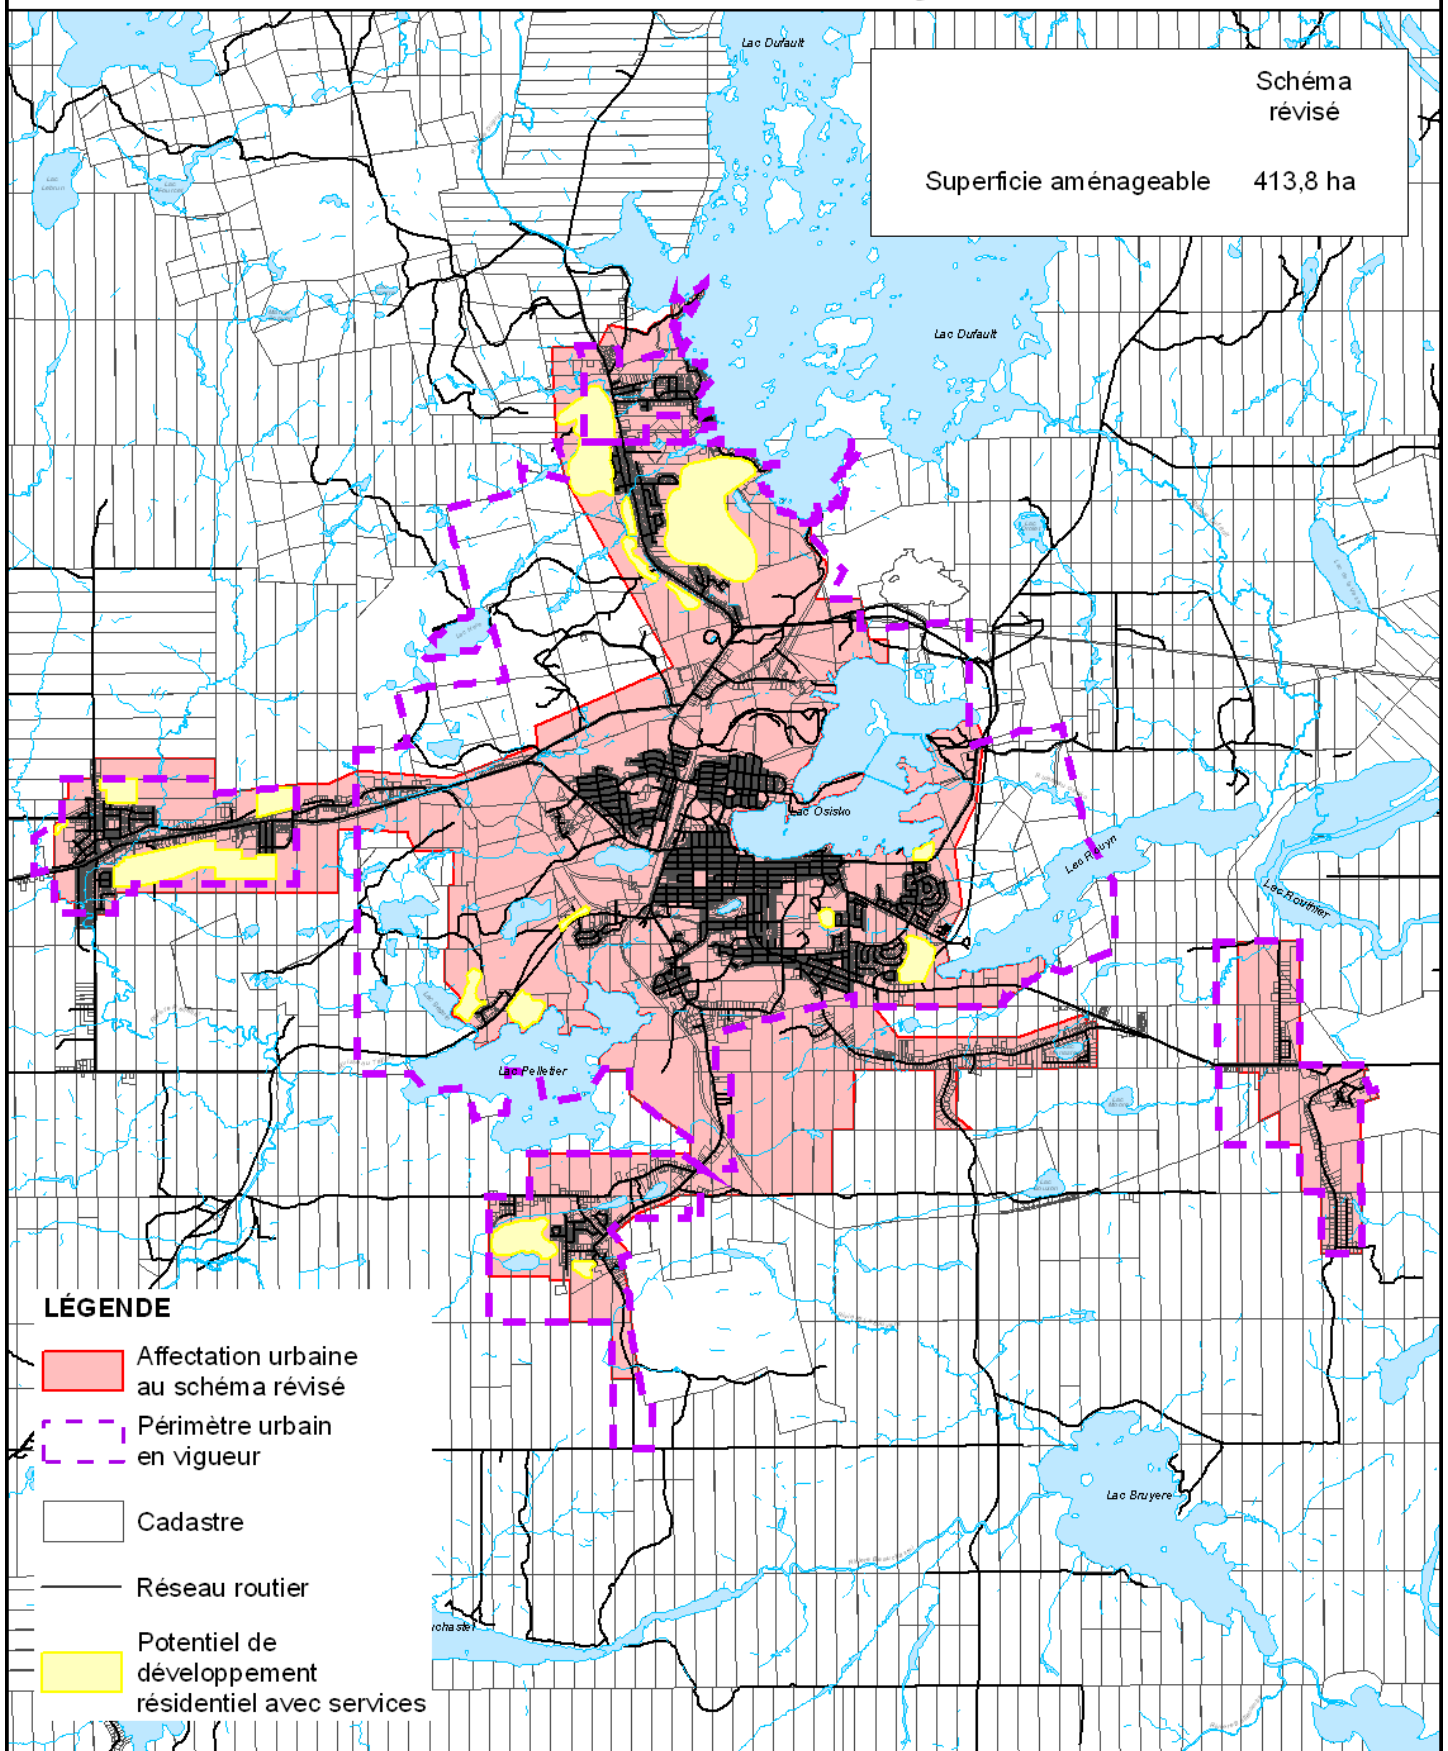 Lac Dufault
Schéma
révisé
Superficie aménageable 413,8 ha
Lac Dufault
Lac Osisko
Lac Rouyn
Lac Routhier
Lac Pelletier
Lac Bruyere
LÉGENDE
Affectation urbaine
au schéma révisé
Périmètre urbain
en vigueur
Cadastre
Réseau routier
Potentiel de
développement
résidentiel avec services